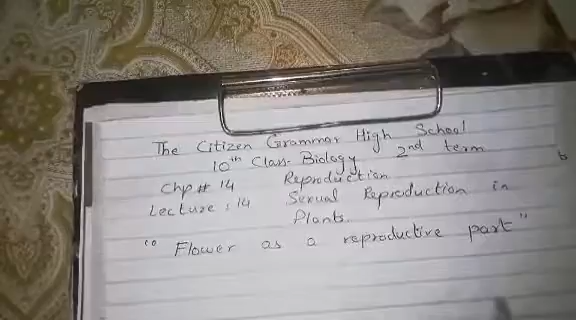 The Citizen Grammar High School
10th Class- Biology 2nd term
Chp # 14 Reproduction
Lecture : 14 Sexual Reproduction in
Plants.
"Flower as a reproductive part"